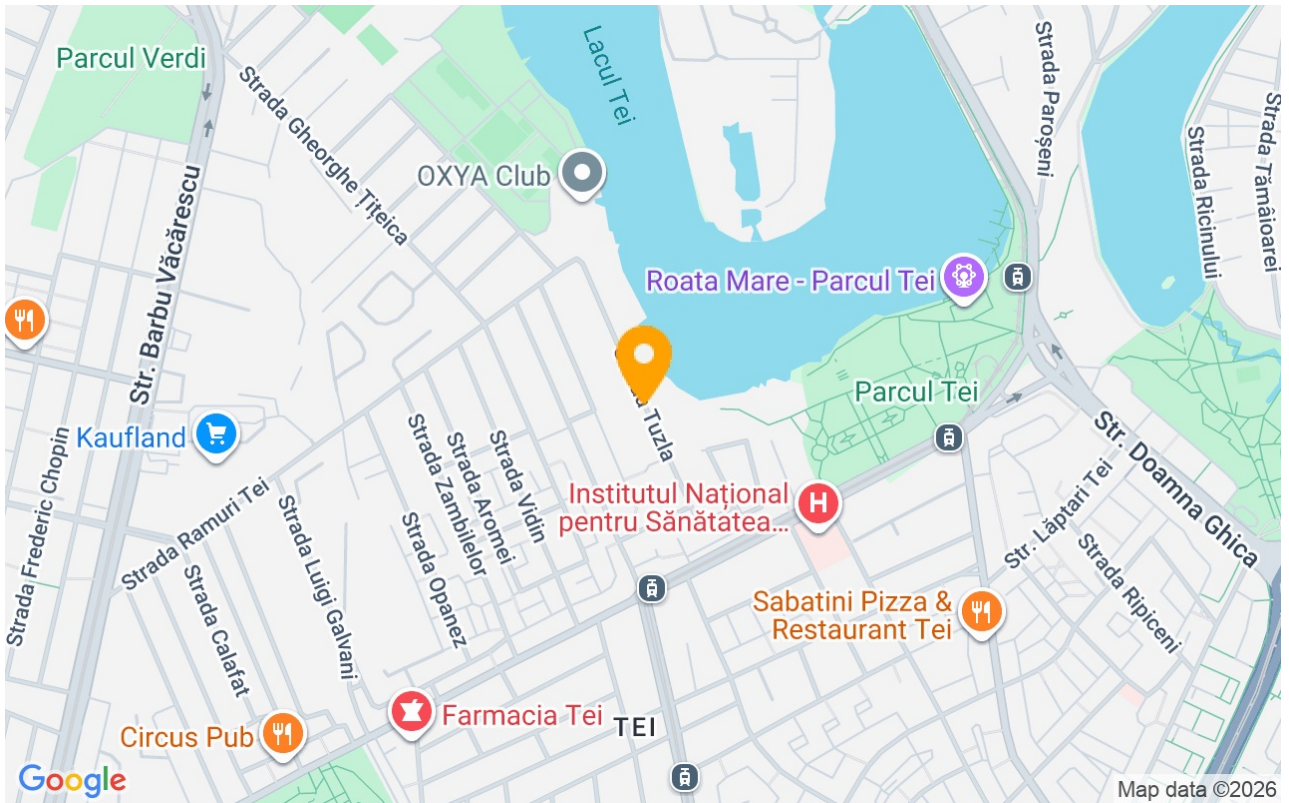 Parcul Verdi
Strada Gheorghe Țițeica
Lacul Tei
Strada Paroșeni
Strada Ricinului
Strada Tămâioarei
OXYA Club
Str. Barbu Văcărescu
Roata Mare - Parcul Tei
Parcul Tei
Tuzla
Kaufland
Strada Frederic Chopin
Strada Ramuri Tei
Strada Zambilelor
Strada Aromei
Strada Vidin
Strada Opanez
Strada Luigi Galvani
Strada Calafat
Institutul Național
pentru Sănătatea...
Str. Doamna Ghica
Str. Lăptari Tei
Strada Ripiceni
Sabatini Pizza &
Restaurant Tei
Farmacia Tei
TEI
Circus Pub
Google
Map data ©2026